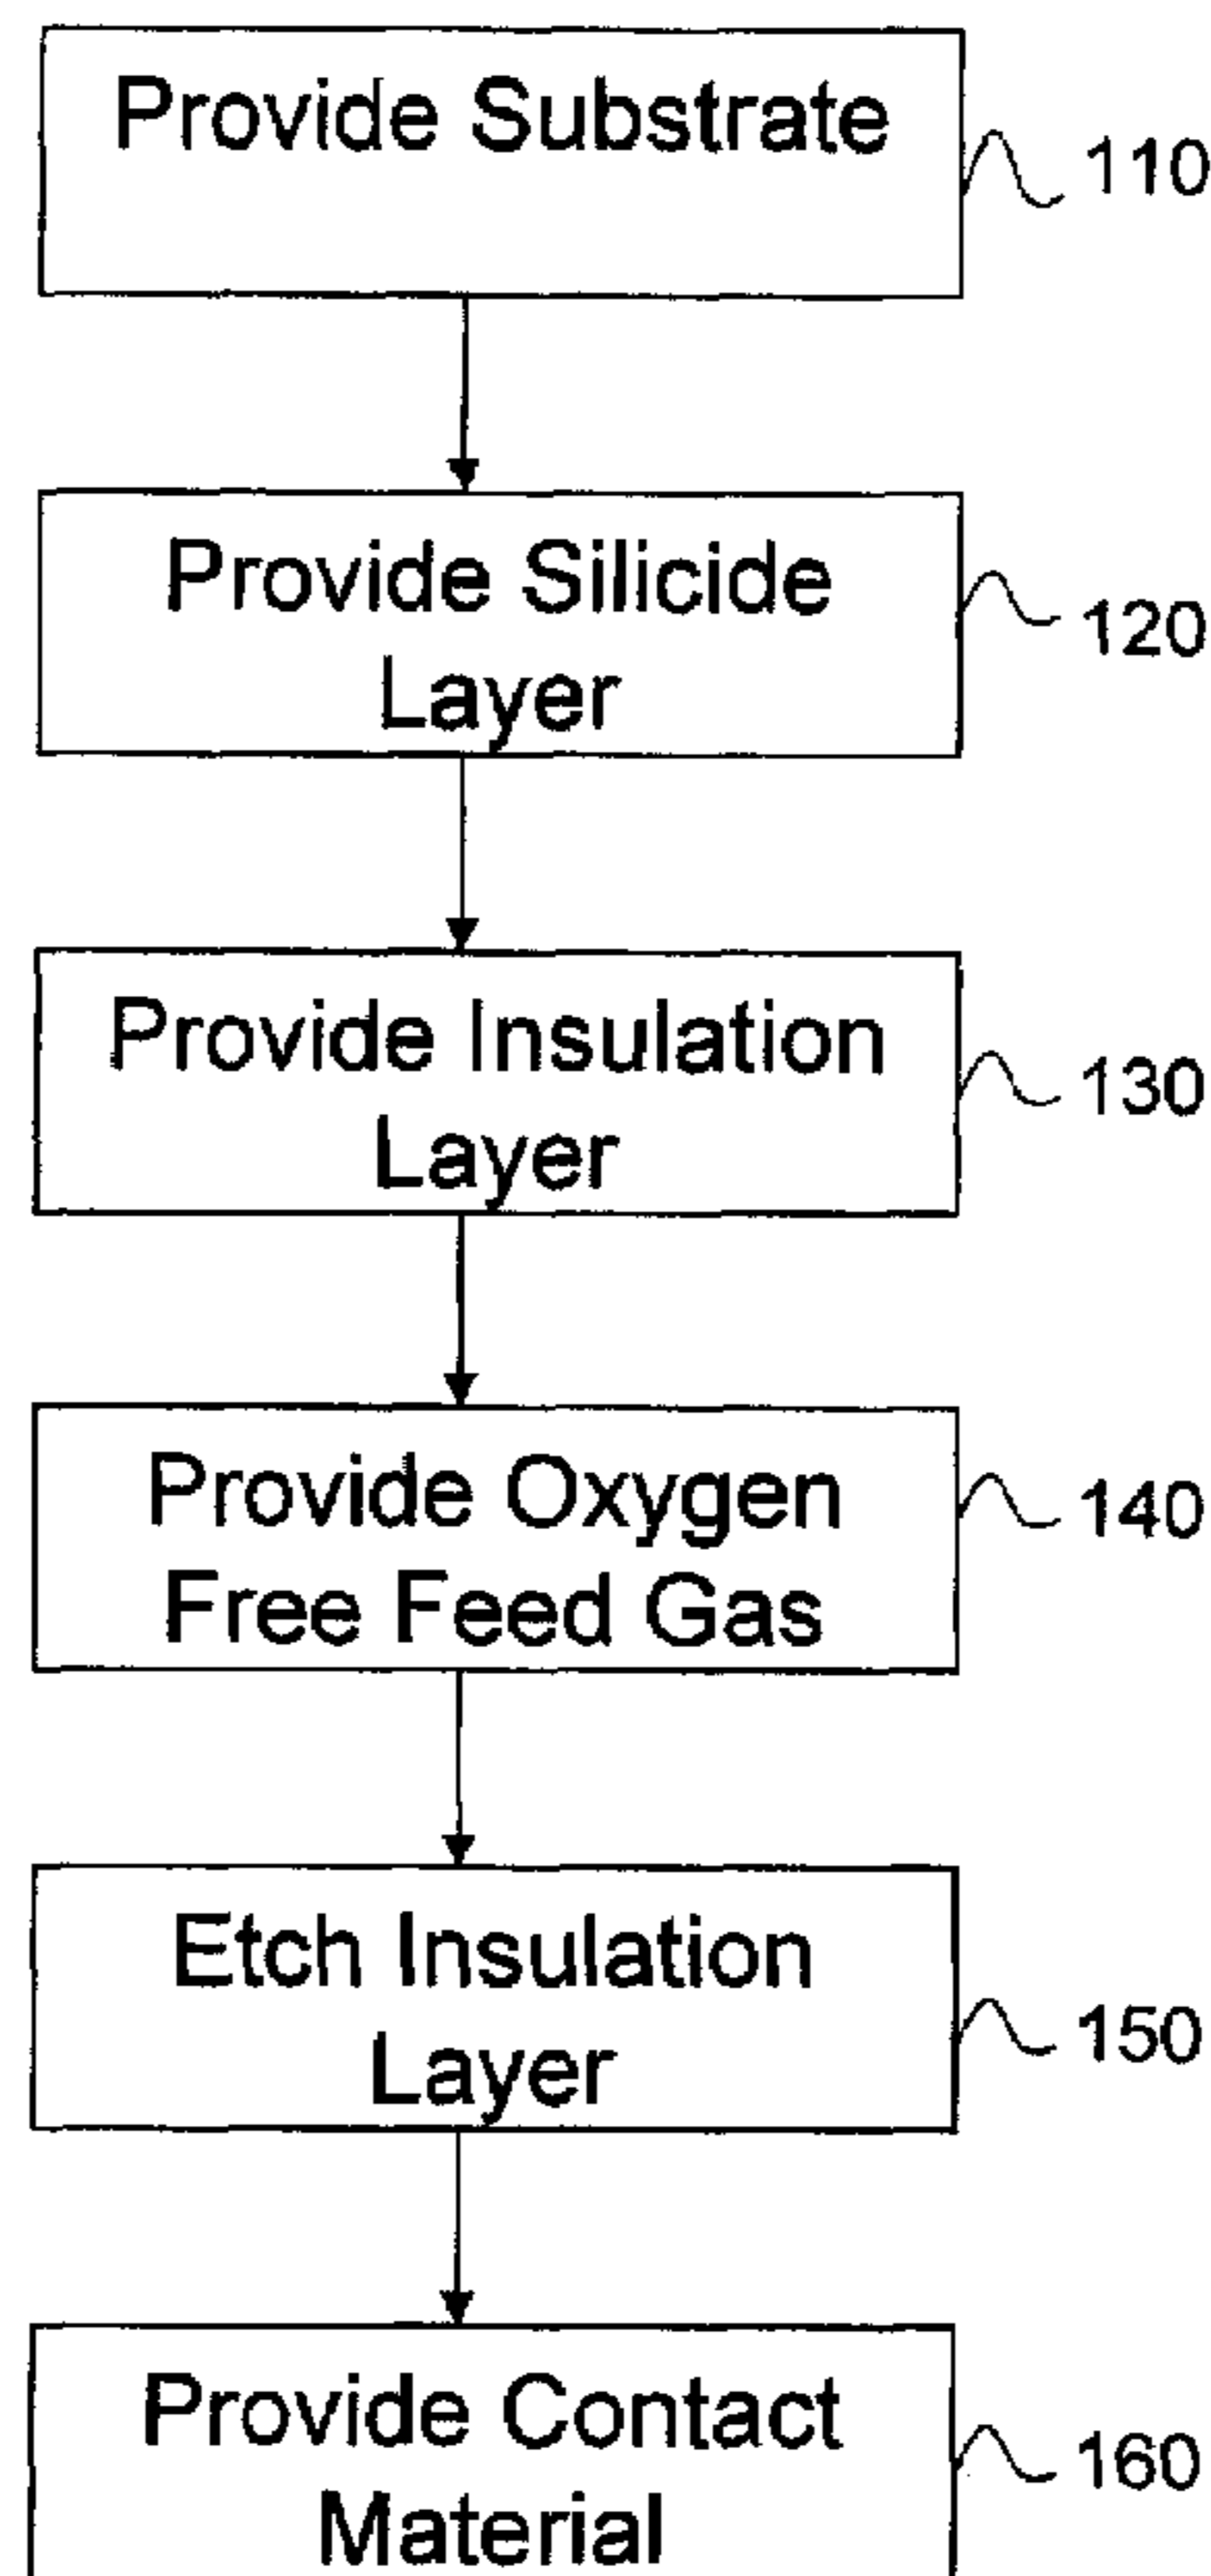 Provide Substrate
110
Provide Silicide
Layer
120
Provide Insulation
Layer
130
Provide Oxygen
Free Feed Gas
140
Etch Insulation
Layer
150
Provide Contact
Material
160